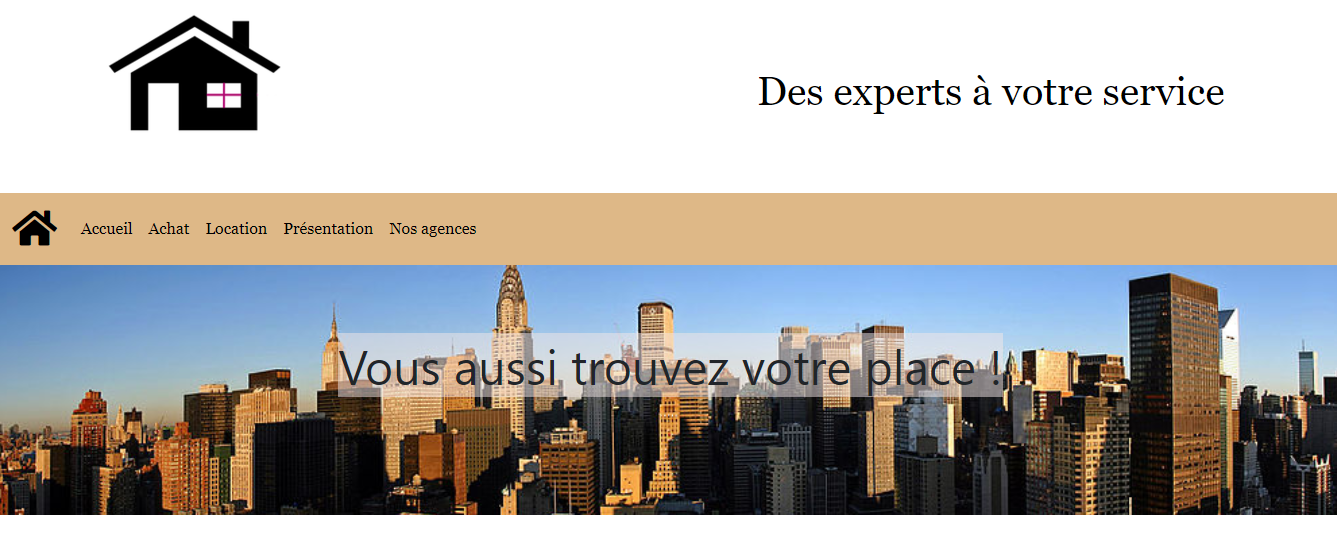 Des experts à votre service
Accueil Achat Location Présentation Nos agences
Vous aussi trouvez votre place !